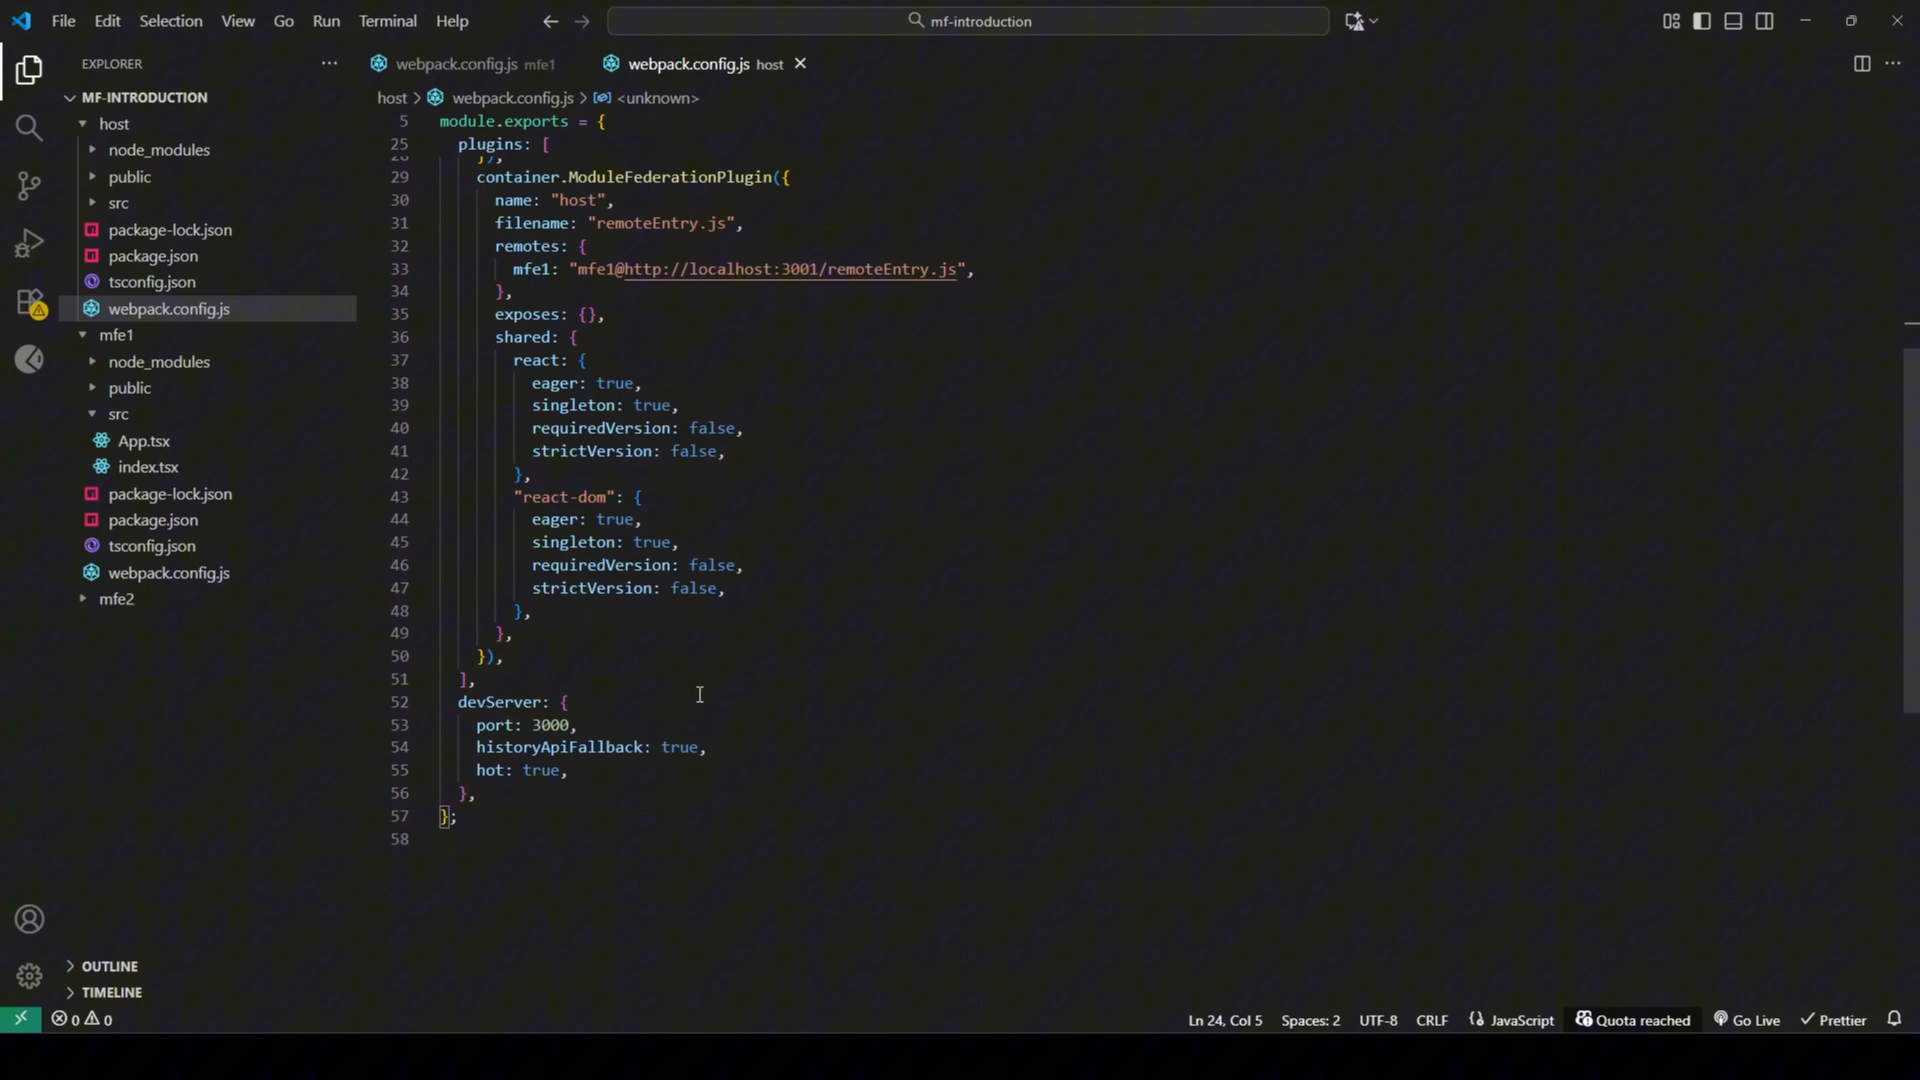 File Edit Selection View Go Run Terminal Help
mf-introduction
EXPLORER
MF-INTRODUCTION
host
node_modules
public
src
package-lock.json
package.json
tsconfig.json
webpack.config.js
mfe1
node_modules
public
src
App.tsx
index.tsx
package-lock.json
package.json
tsconfig.json
webpack.config.js
mfe2
OUTLINE
TIMELINE
webpack.config.js mfe1
webpack.config.js host
host > webpack.config.js > <unknown>
5 module.exports = {
25 plugins: [
28 }),
29 container.ModuleFederationPlugin({
30 name: "host",
31 filename: "remoteEntry.js",
32 remotes: {
33 mfe1: "mfe1@http://localhost:3001/remoteEntry.js",
34 },
35 exposes: {},
36 shared: {
37 react: {
38 eager: true,
39 singleton: true,
40 requiredVersion: false,
41 strictVersion: false,
42 },
43 "react-dom": {
44 eager: true,
45 singleton: true,
46 requiredVersion: false,
47 strictVersion: false,
48 },
49 },
50 }),
51 ],
52 devServer: {
53 port: 3000,
54 historyApiFallback: true,
55 hot: true,
56 },
57 };
58
0 0
Ln 24, Col 5 Spaces: 2 UTF-8 CRLF JavaScript Quota reached Go Live Prettier